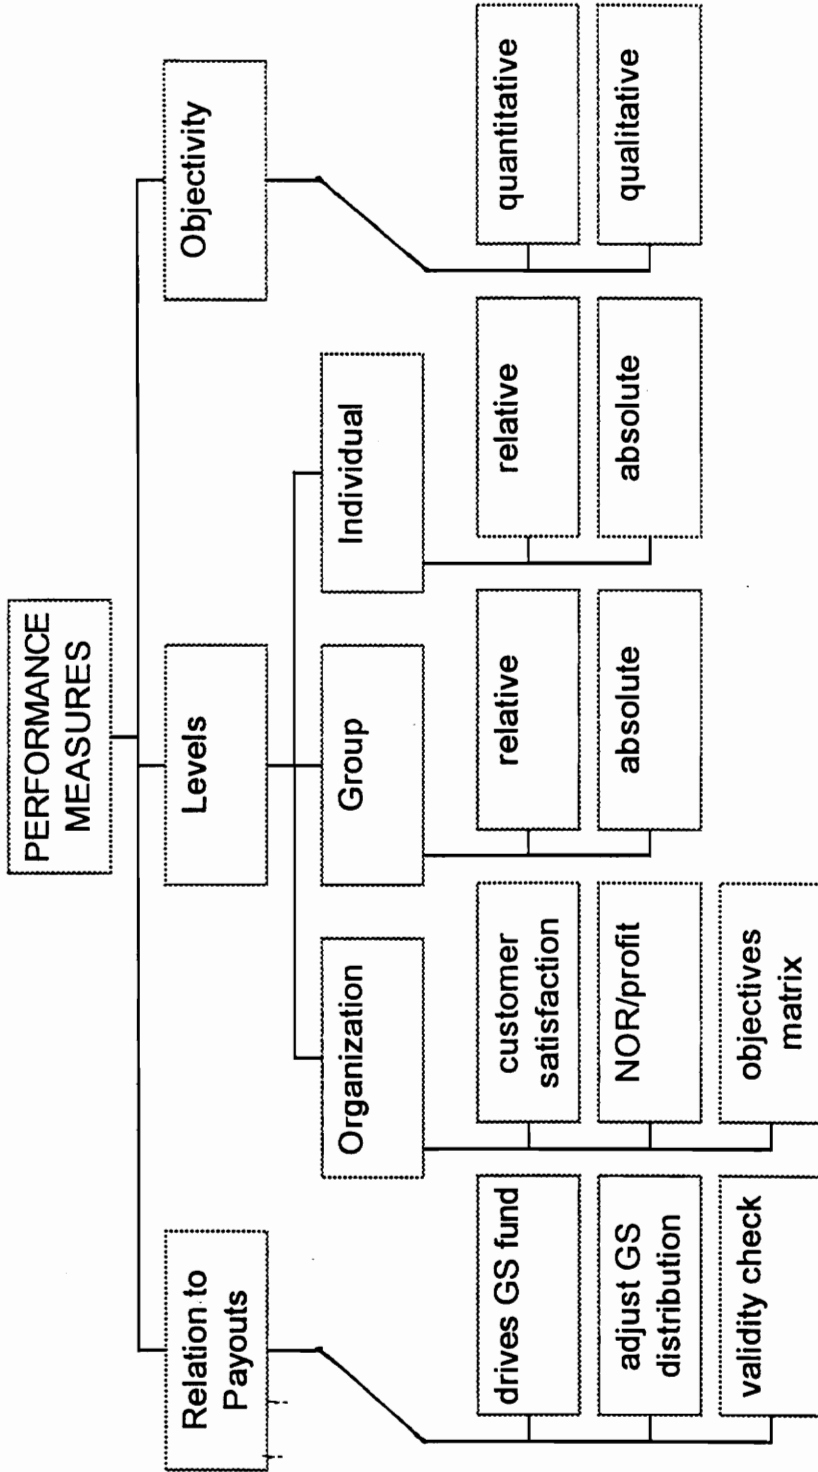 PERFORMANCE
MEASURES
Relation to
Payouts
Levels
Objectivity
Organization
Group
Individual
drives GS fund
adjust GS
distribution
validity check
customer
satisfaction
NOR/profit
objectives
matrix
relative
absolute
relative
absolute
quantitative
qualitative